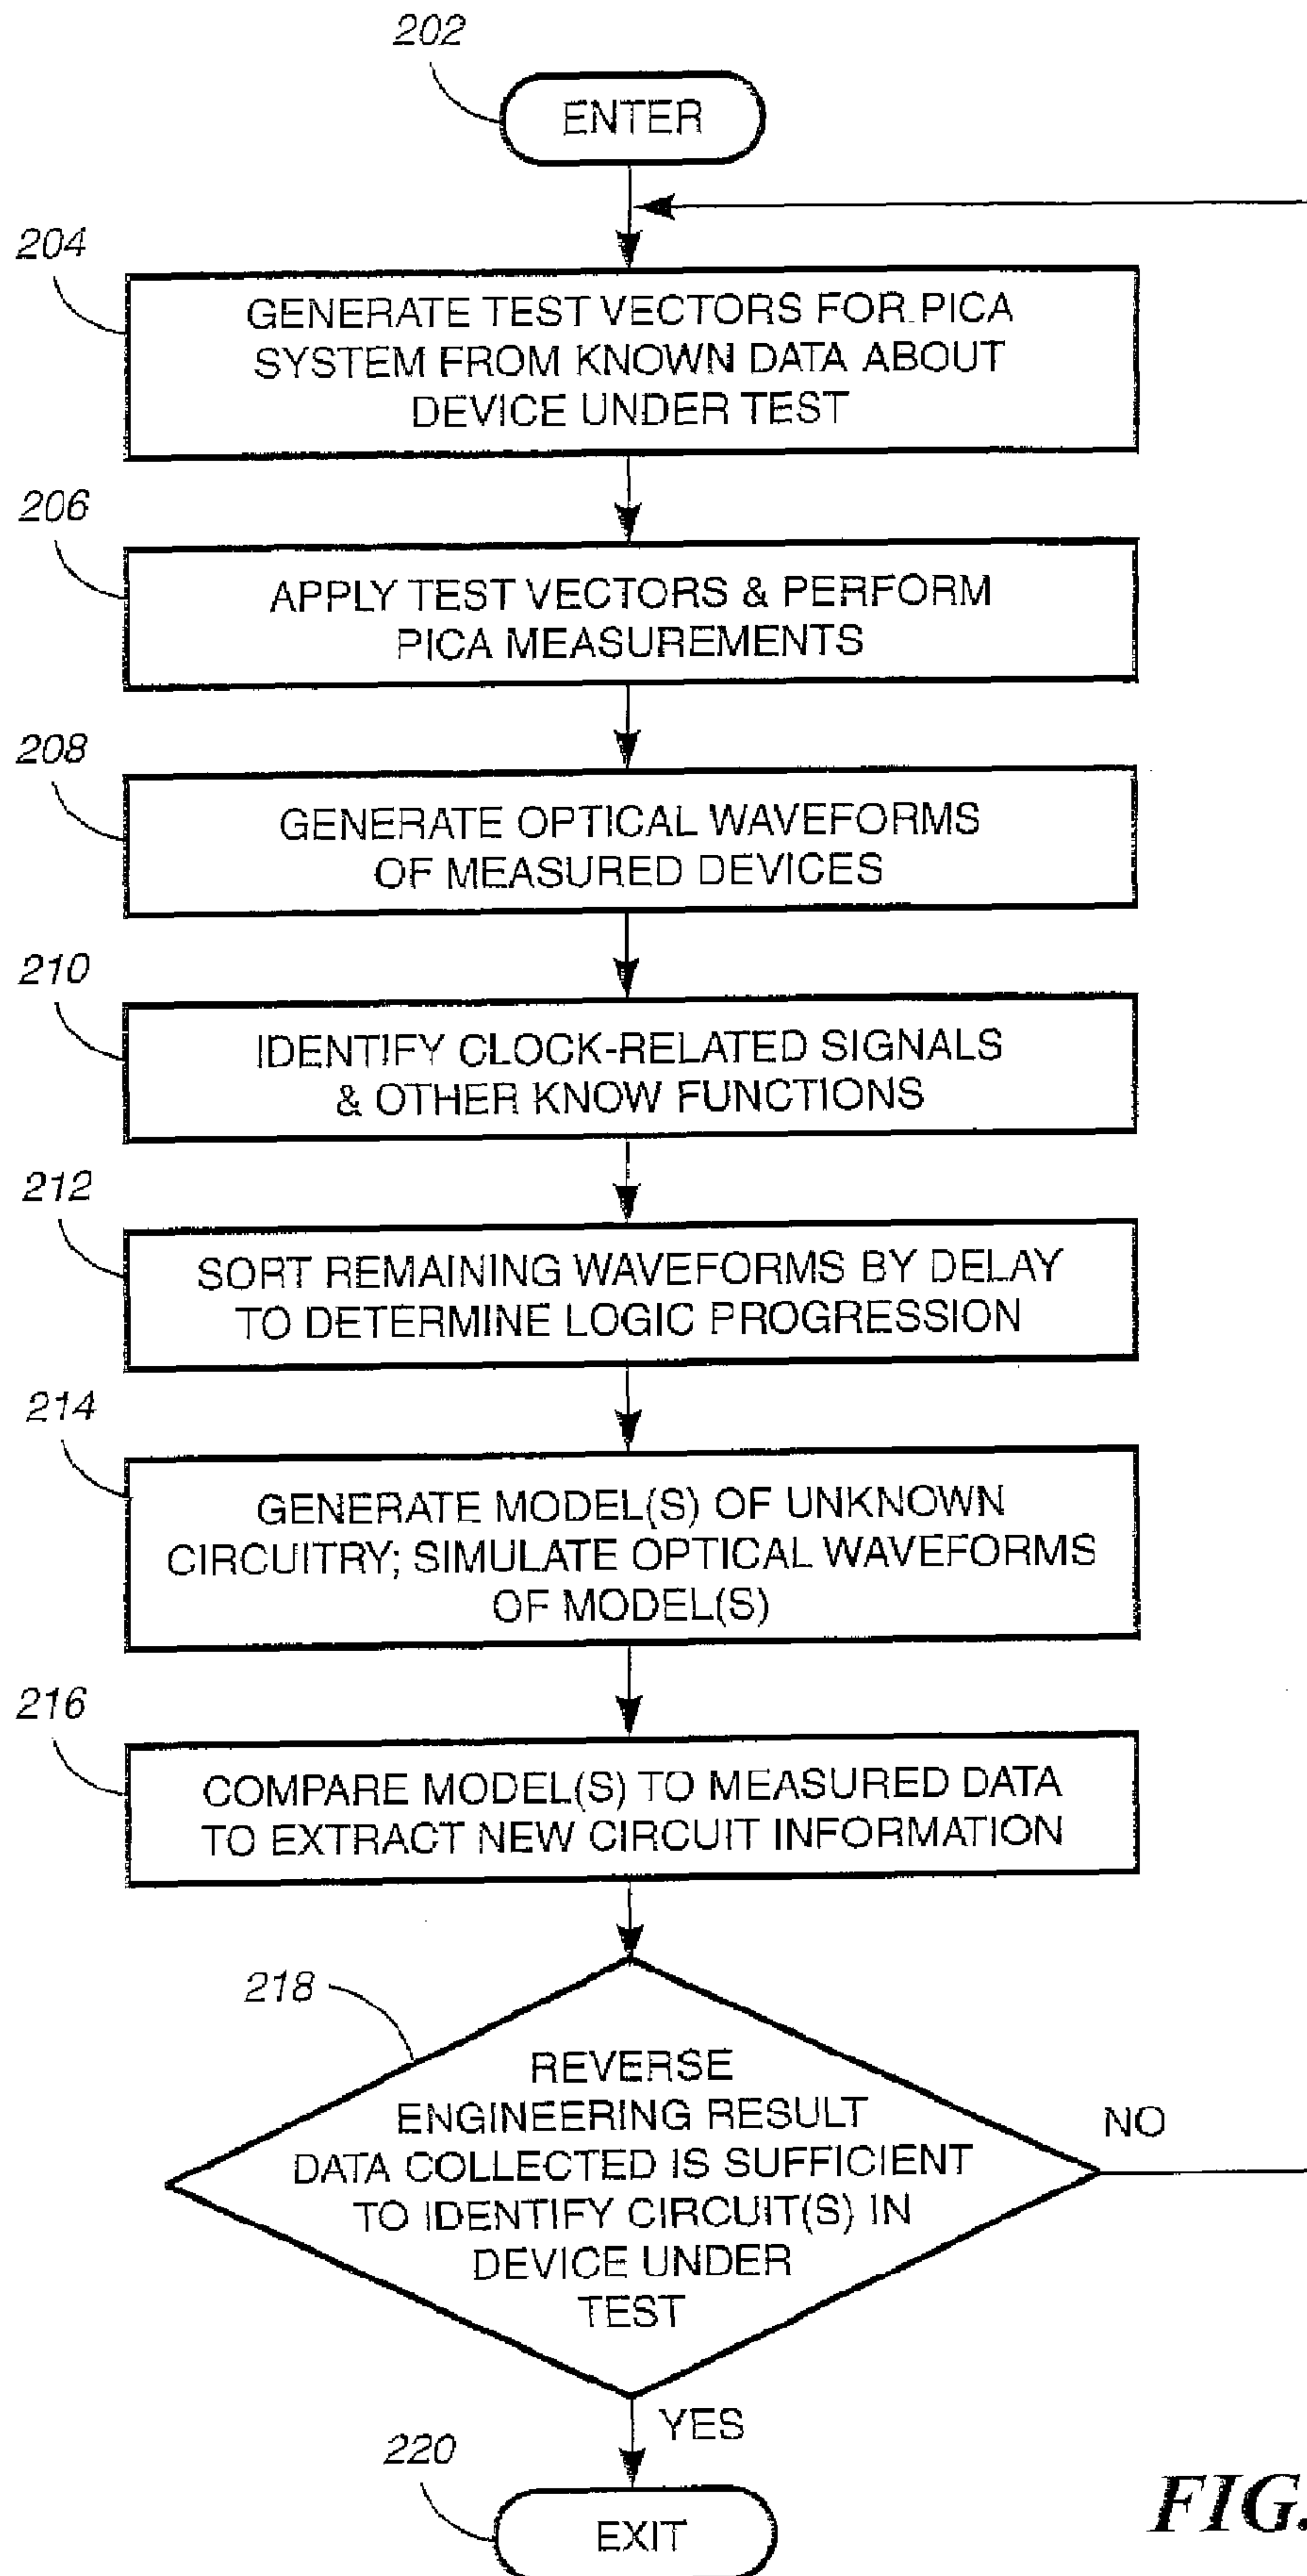 202
ENTER
204
GENERATE TEST VECTORS FOR PICA
SYSTEM FROM KNOWN DATA ABOUT
DEVICE UNDER TEST
206
APPLY TEST VECTORS & PERFORM
PICA MEASUREMENTS
208
GENERATE OPTICAL WAVEFORMS
OF MEASURED DEVICES
210
IDENTIFY CLOCK-RELATED SIGNALS
& OTHER KNOW FUNCTIONS
212
SORT REMAINING WAVEFORMS BY DELAY
TO DETERMINE LOGIC PROGRESSION
214
GENERATE MODEL(S) OF UNKNOWN
CIRCUITRY; SIMULATE OPTICAL WAVEFORMS
OF MODEL(S)
216
COMPARE MODEL(S) TO MEASURED DATA
TO EXTRACT NEW CIRCUIT INFORMATION
218
REVERSE
ENGINEERING RESULT
DATA COLLECTED IS SUFFICIENT
TO IDENTIFY CIRCUIT(S) IN
DEVICE UNDER
TEST
NO
YES
220
EXIT
FIG.